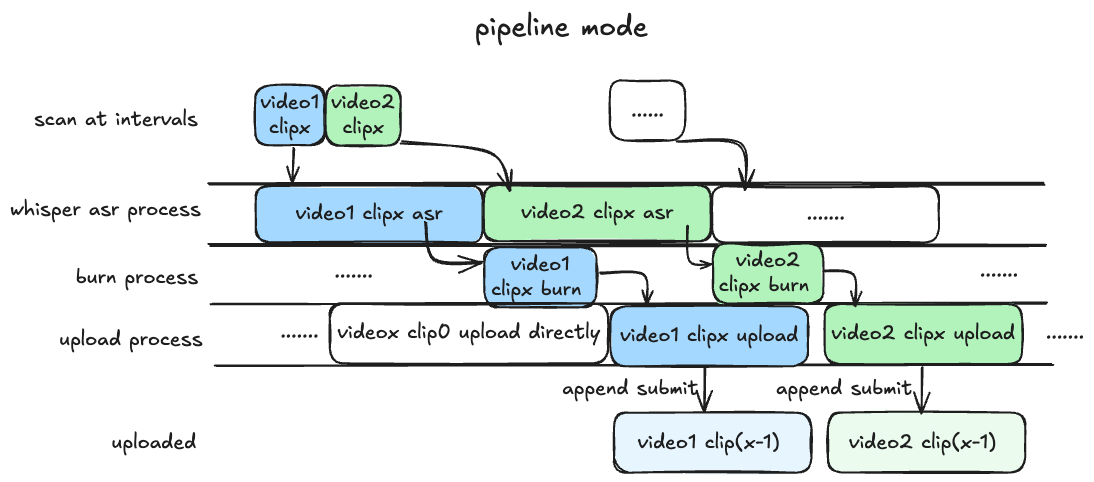 pipeline mode
scan at intervals
video1
clipx
video2
clipx
......
whisper asr process
video1 clipx asr
video2 clipx asr
.......
burn process
.......
video1
clipx burn
video2
clipx burn
.......
upload process
.......
videox clip0 upload directly
video1 clipx upload
video2 clipx upload
.......
append submit
append submit
uploaded
video1 clip(x-1)
video2 clip(x-1)